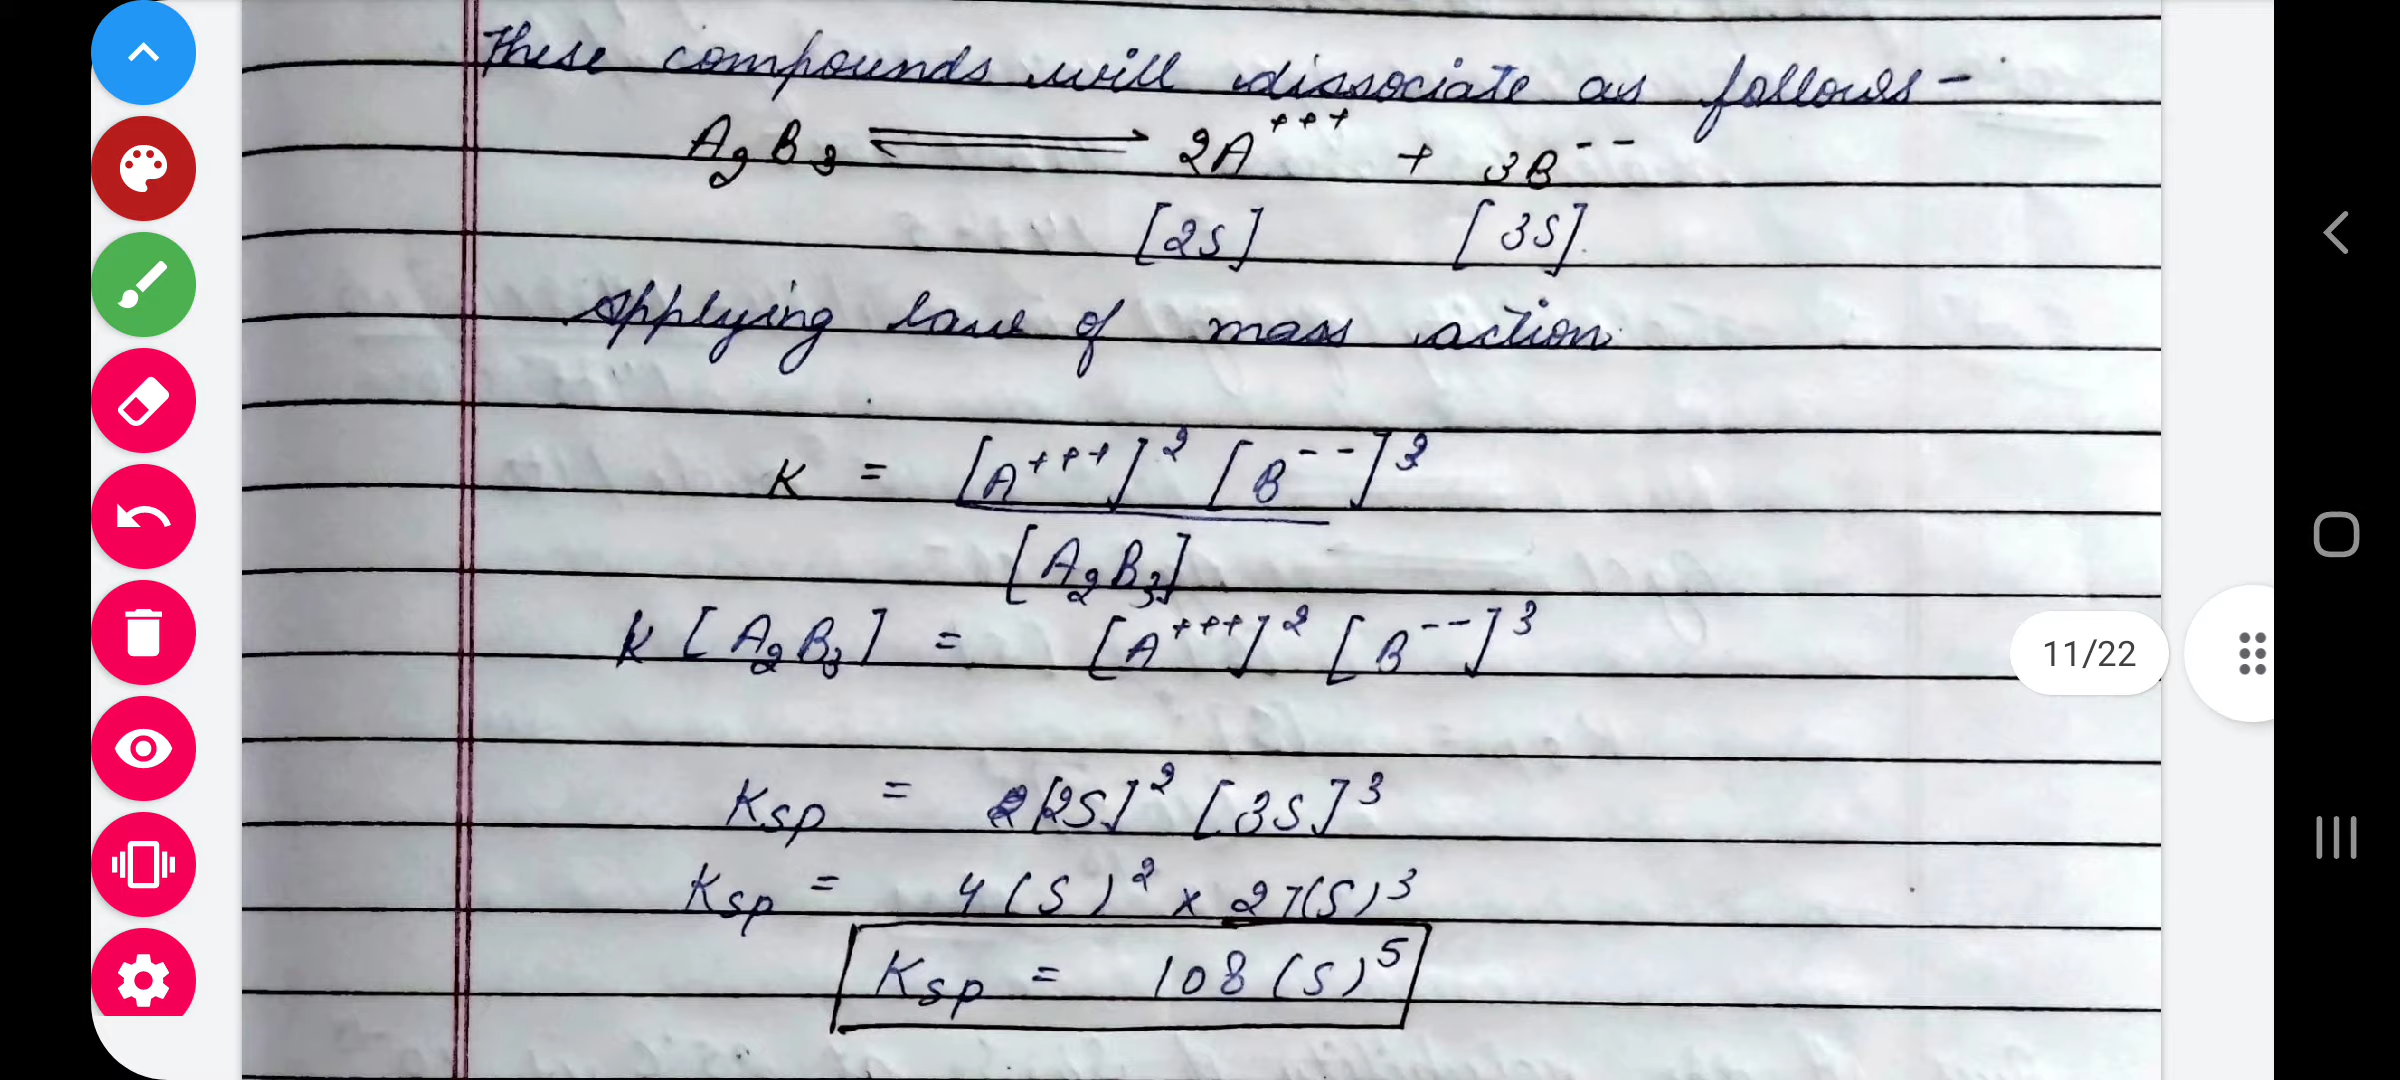 These compounds will dissociate as follows-
A₂B₃ ⇌ 2A⁺⁺⁺ + 3B⁻⁻
[2S] [3S].
Applying law of mass action
K = [A⁺⁺⁺]² [B⁻⁻]³
[A₂B₃]
K[A₂B₃] = [A⁺⁺⁺]² [B⁻⁻]³
11/22
Ksp = [2S]² [3S]³
Ksp = 4(S)² x 27(S)³
Ksp = 108 (S)⁵